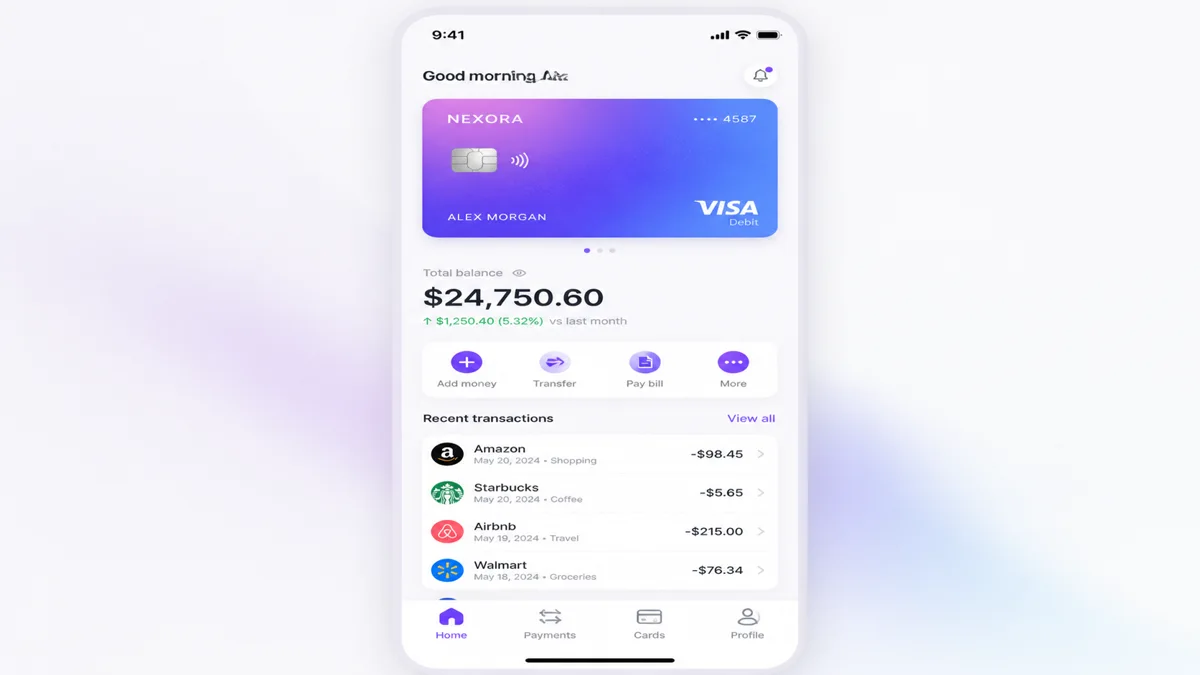 9:41
Good morning
NEXORA
•••• 4587
ALEX MORGAN
VISA
Debit
Total balance
$24,750.60
↑ $1,250.40 (5.32%) vs last month
Add money
Transfer
Pay bill
More
Recent transactions
View all
a
Amazon
-$98.45
May 20, 2024 • Shopping
Starbucks
-$5.65
May 20, 2024 • Coffee
Airbnb
-$215.00
May 19, 2024 • Travel
Walmart
-$76.34
May 18, 2024 • Groceries
Home
Payments
Cards
Profile